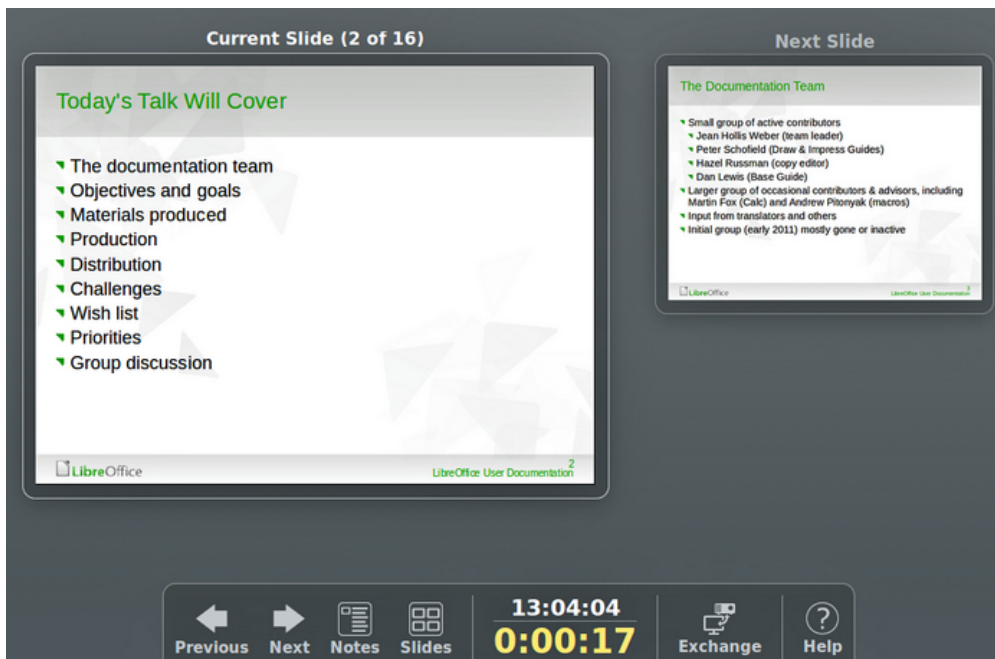 Current Slide (2 of 16)
Today's Talk Will Cover
The documentation team
Objectives and goals
Materials produced
Production
Distribution
Challenges
Wish list
Priorities
Group discussion
LibreOffice
LibreOffice User Documentation
2
Next Slide
The Documentation Team
Small group of active contributors
Jean Hollis Weber (team leader)
Peter Schofield (Draw & Impress Guides)
Hazel Russman (copy editor)
Dan Lewis (Base Guide)
Larger group of occasional contributors & advisors, including
Martin Fox (Calc) and Andrew Pitonyak (macros)
Input from translators and others
Initial group (early 2011) mostly gone or inactive
LibreOffice
LibreOffice User Documentation
3
Previous
Next
Notes
Slides
13:04:04
0:00:17
Exchange
?
Help